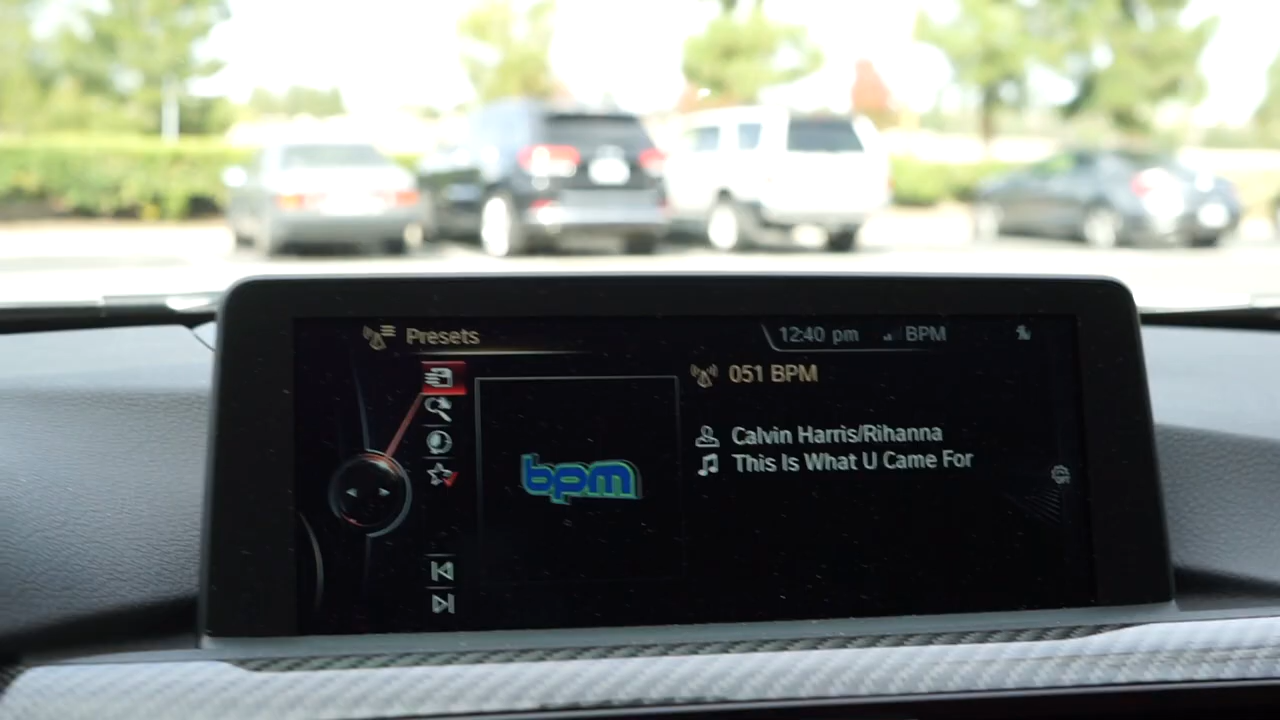 Presets
12:40 pm
BPM
051 BPM
Calvin Harris/Rihanna
This Is What U Came For
bpm